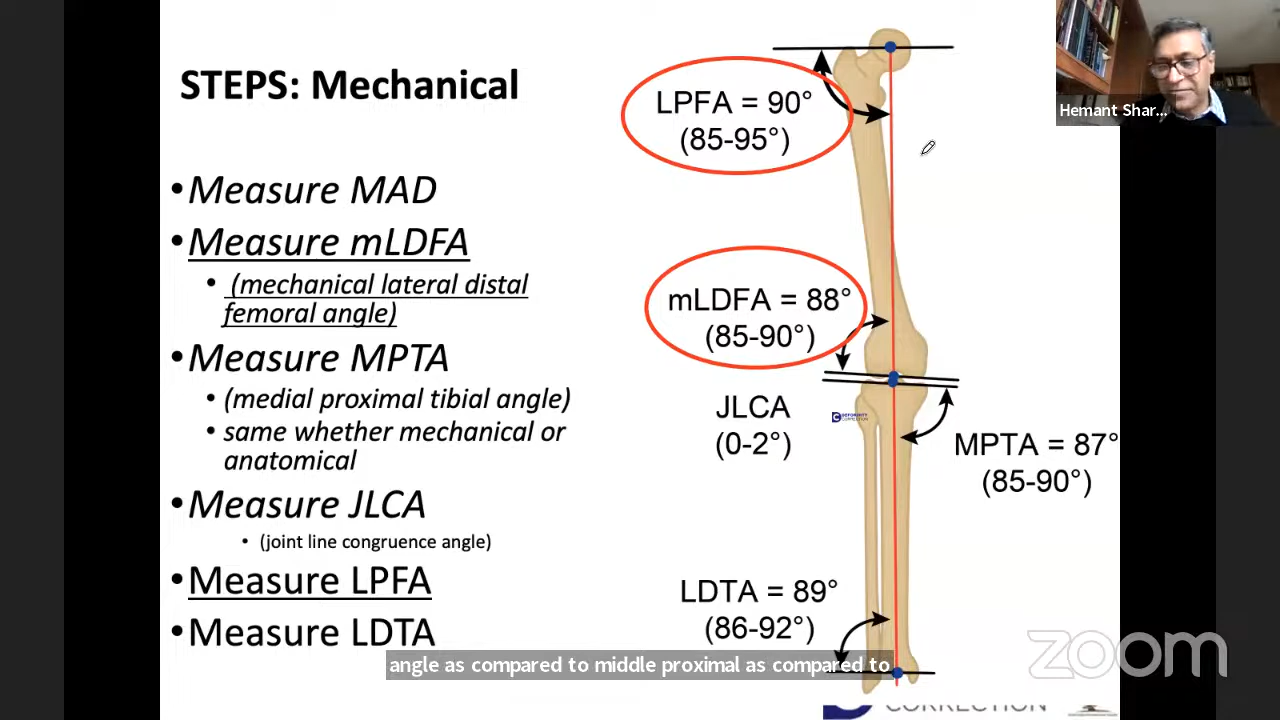 STEPS: Mechanical
•Measure MAD
•Measure mLDFA
• (mechanical lateral distal
femoral angle)
•Measure MPTA
• (medial proximal tibial angle)
• same whether mechanical or
anatomical
•Measure JLCA
• (joint line congruence angle)
•Measure LPFA
•Measure LDTA
LPFA = 90°
(85-95°)
mLDFA = 88°
(85-90°)
JLCA
(0-2°)
DEFORMITY
CORRECTION
MPTA = 87°
(85-90°)
LDTA = 89°
(86-92°)
Hemant Shar...
angle as compared to middle proximal as compared to
zoom
CORRECTION